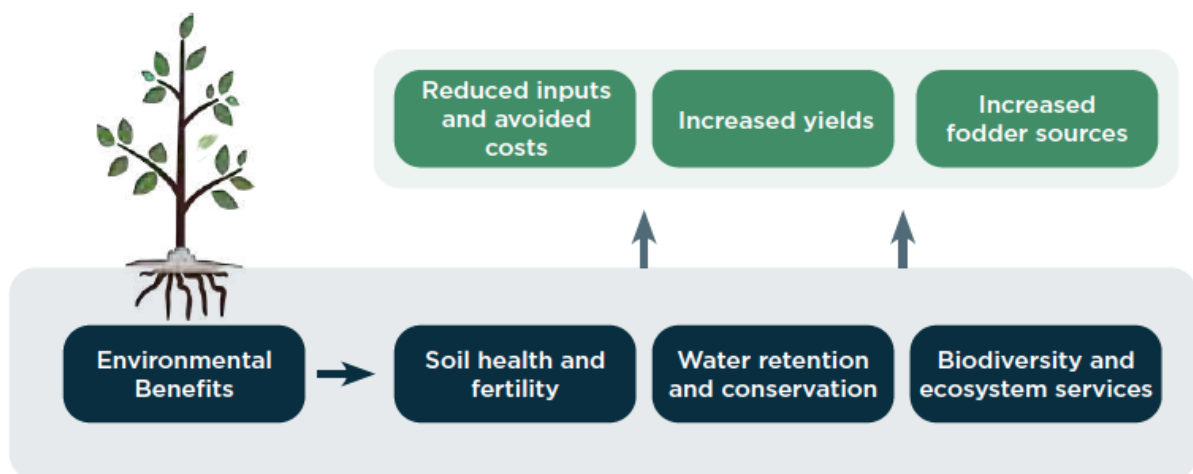 Reduced inputs
and avoided
costs
Increased yields
Increased
fodder sources
Environmental
Benefits
Soil health and
fertility
Water retention
and conservation
Biodiversity and
ecosystem services